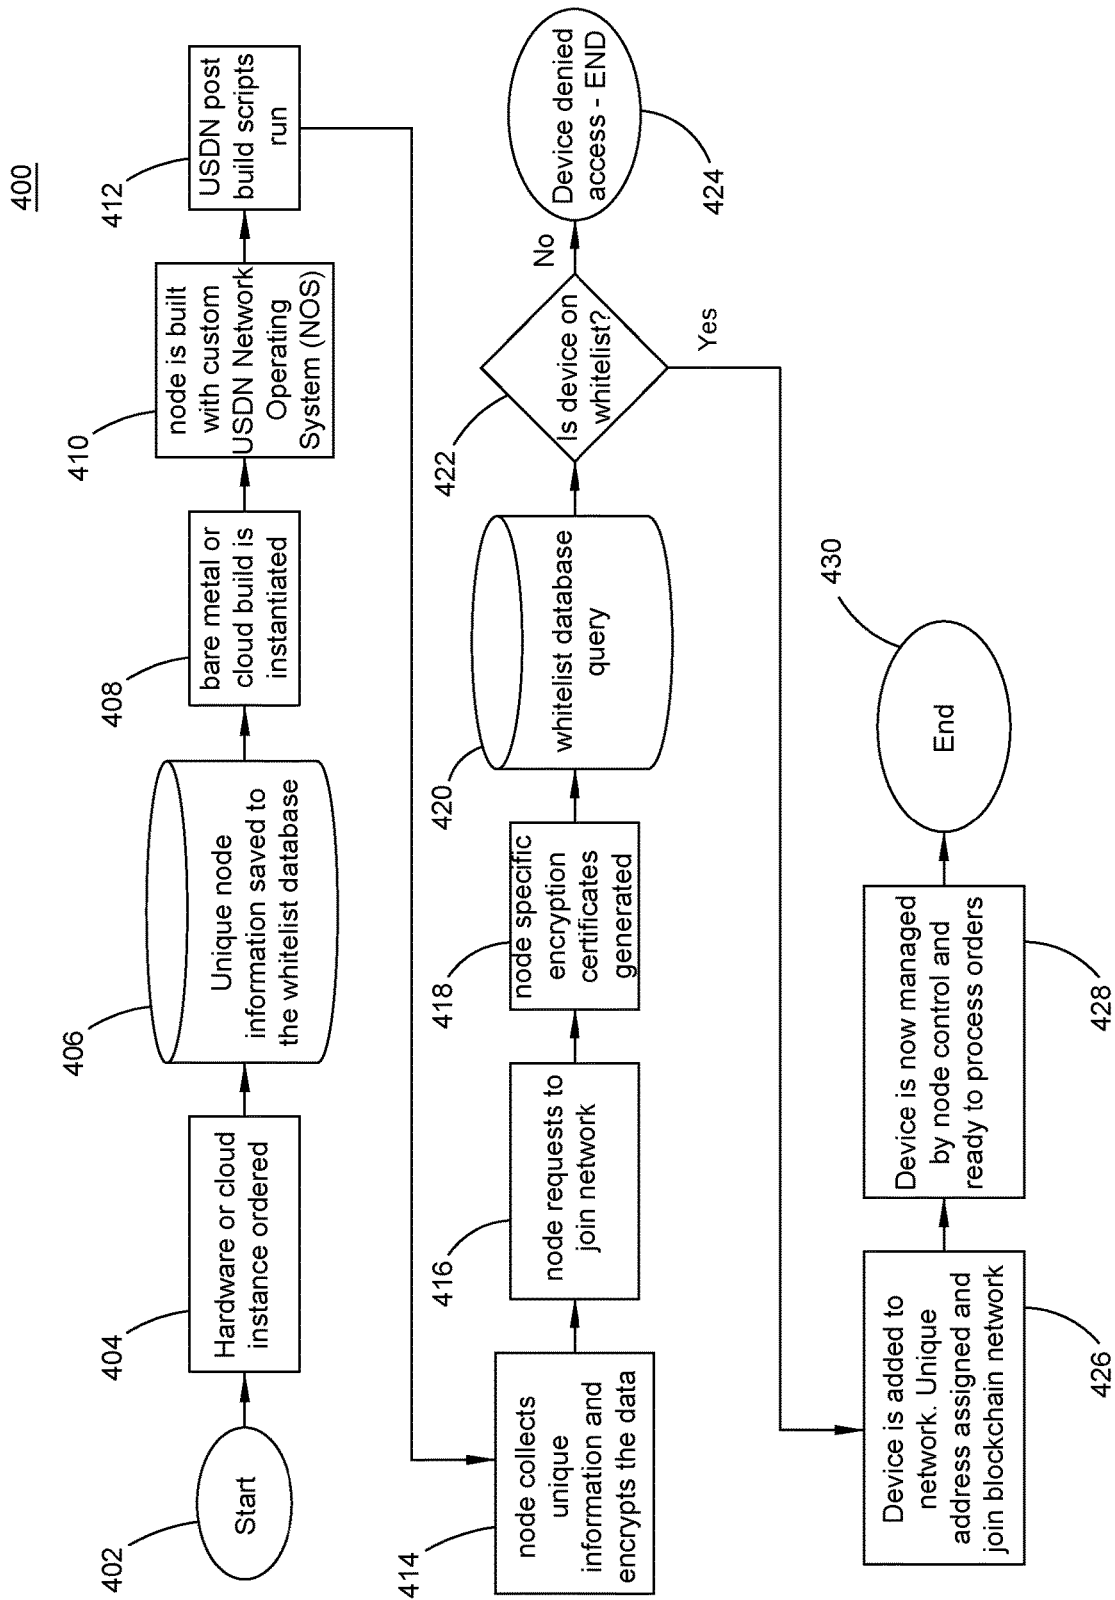 400
402
Start
404
Hardware or cloud
instance ordered
406
Unique node
information saved to
the whitelist database
408
bare metal or
cloud build is
instantiated
410
node is built
with custom
USDN Network
Operating
System (NOS)
412
USDN post
build scripts
run
414
node collects
unique
information and
encrypts the data
416
node requests to
join network
418
node specific
encryption
certificates
generated
420
whitelist database
query
422
Is device on
whitelist?
No
Yes
Device denied
access - END
424
Device is added to
network. Unique
address assigned and
join blockchain network
426
Device is now managed
by node control and
ready to process orders
428
End
430